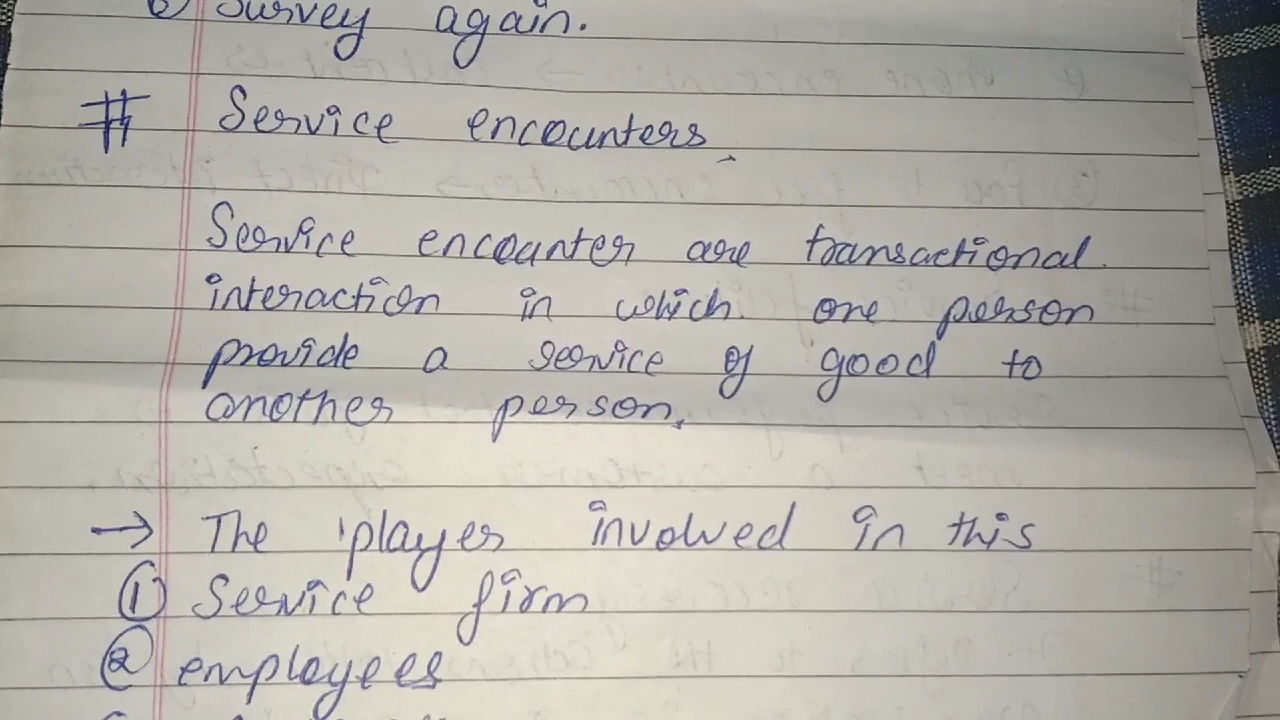 survey again.
# Service encounters.
Service encounter are transactional.
interaction in which one person
provide a service of good to
another person.
→ The player involved in this
① Service firm
② employees